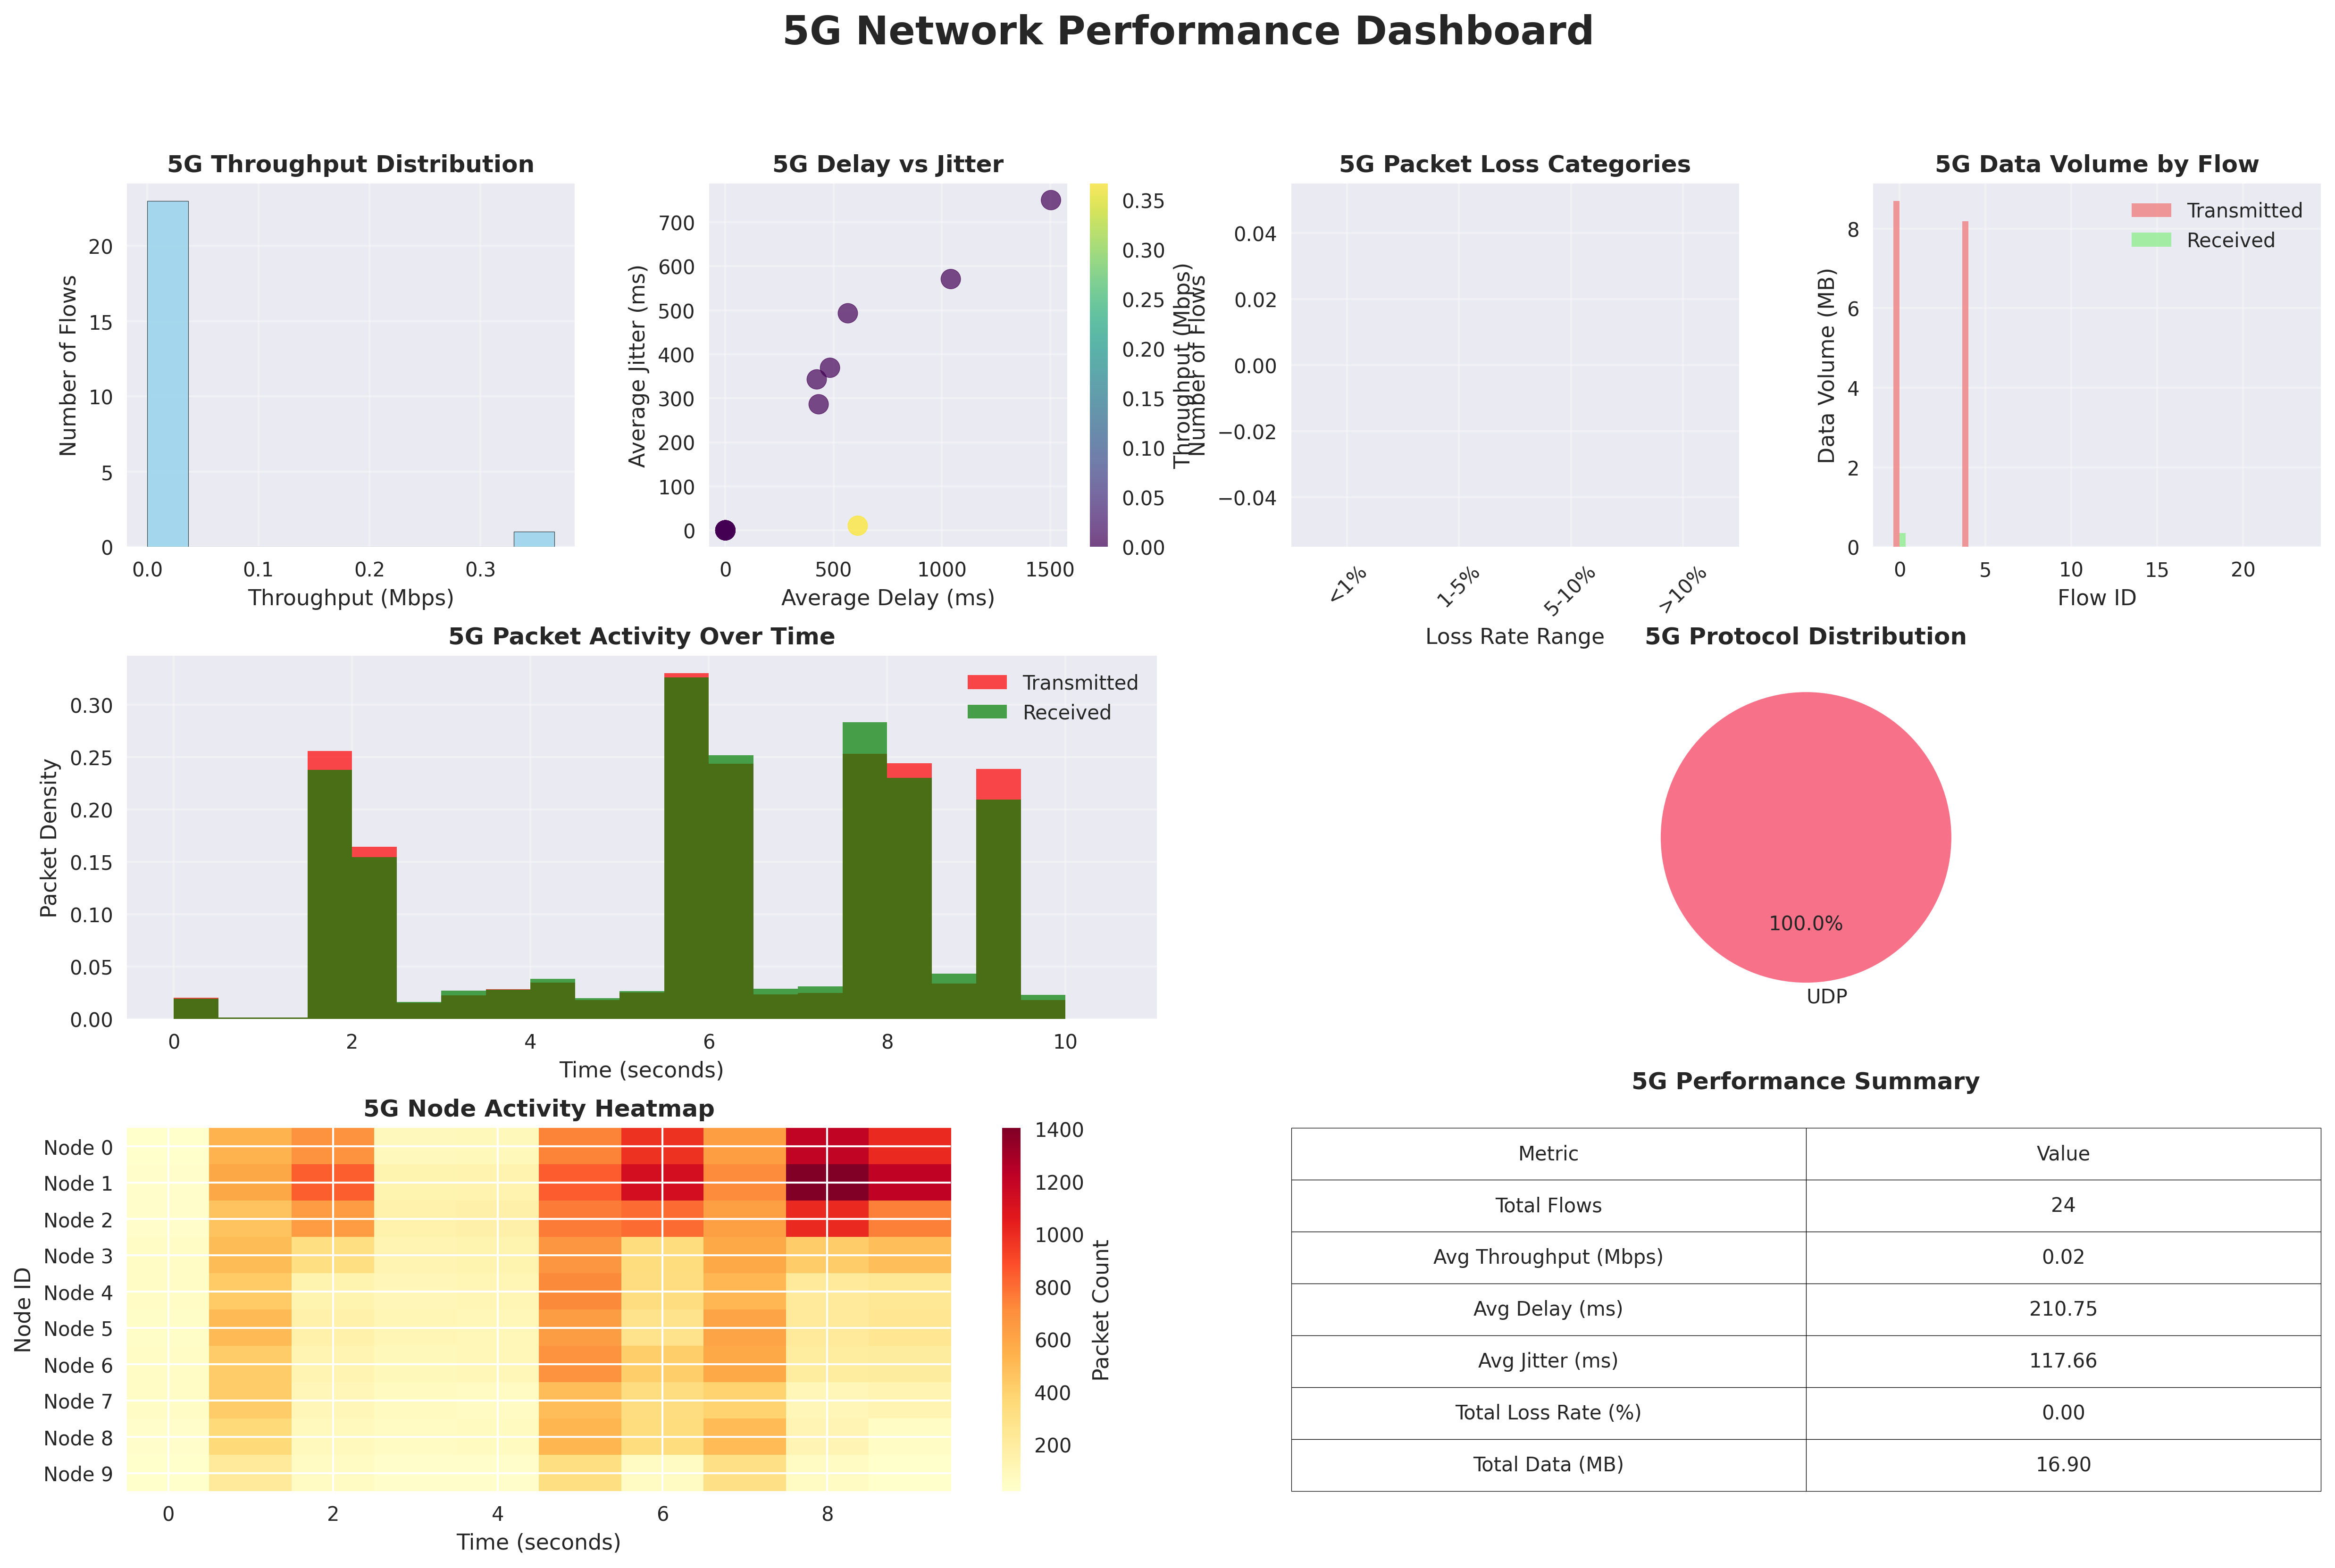 5G Network Performance Dashboard
5G Throughput Distribution
Number of Flows
20
15
10
5
0
0.0 0.1 0.2 0.3
Throughput (Mbps)
5G Delay vs Jitter
Average Jitter (ms)
700
600
500
400
300
200
100
0
0 500 1000 1500
Average Delay (ms)
0.35
0.30
0.25
0.20
0.15
0.10
0.05
0.00
Throughput (Mbps)
5G Packet Loss Categories
Number of Flows
0.04
0.02
0.00
−0.02
−0.04
<1% 1-5% 5-10% >10%
Loss Rate Range
5G Data Volume by Flow
Data Volume (MB)
8
6
4
2
0
Transmitted
Received
0 5 10 15 20
Flow ID
5G Packet Activity Over Time
Packet Density
0.30
0.25
0.20
0.15
0.10
0.05
0.00
Transmitted
Received
0 2 4 6 8 10
Time (seconds)
5G Protocol Distribution
100.0%
UDP
5G Node Activity Heatmap
Node ID
Node 0
Node 1
Node 2
Node 3
Node 4
Node 5
Node 6
Node 7
Node 8
Node 9
0 2 4 6 8
Time (seconds)
1400
1200
1000
800
600
400
200
Packet Count
5G Performance Summary
Metric Value
Total Flows 24
Avg Throughput (Mbps) 0.02
Avg Delay (ms) 210.75
Avg Jitter (ms) 117.66
Total Loss Rate (%) 0.00
Total Data (MB) 16.90